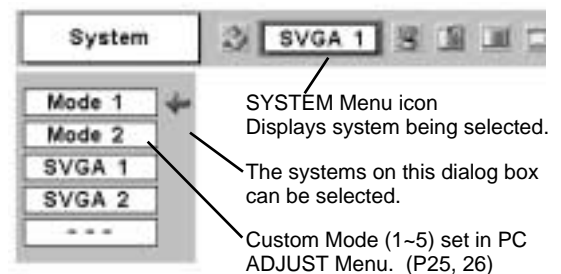 System
SVGA 1
Mode 1
Mode 2
SVGA 1
SVGA 2
- - -
SYSTEM Menu icon
Displays system being selected.
The systems on this dialog box
can be selected.
Custom Mode (1~5) set in PC
ADJUST Menu. (P25, 26)